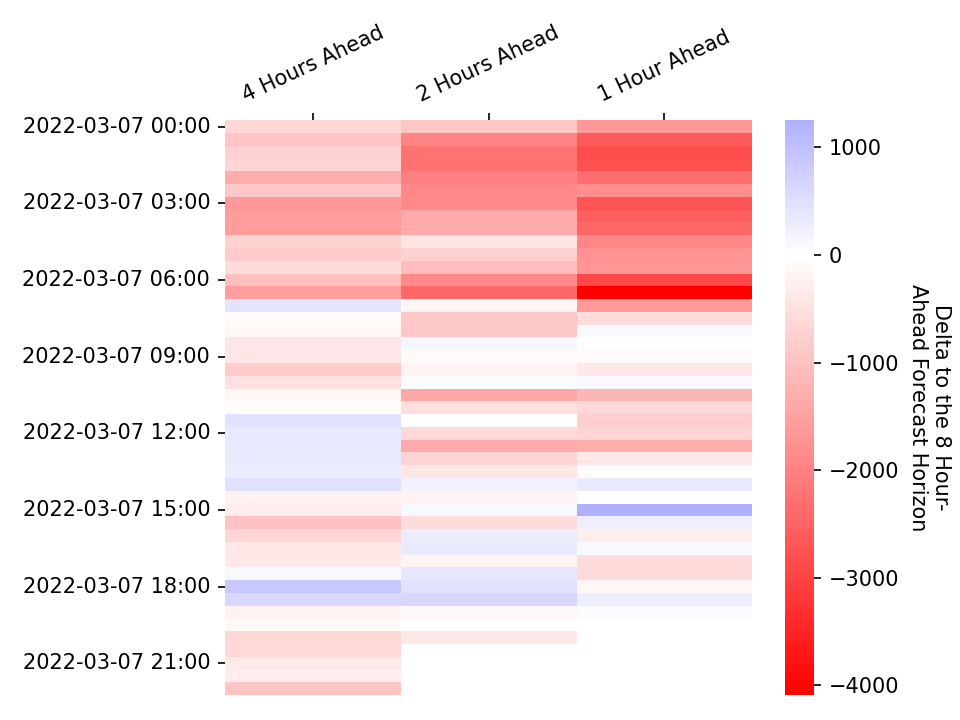 4 Hours Ahead
2 Hours Ahead
1 Hour Ahead
2022-03-07 00:00
2022-03-07 03:00
2022-03-07 06:00
2022-03-07 09:00
2022-03-07 12:00
2022-03-07 15:00
2022-03-07 18:00
2022-03-07 21:00
1000
0
−1000
−2000
−3000
−4000
Delta to the 8 Hour-
Ahead Forecast Horizon